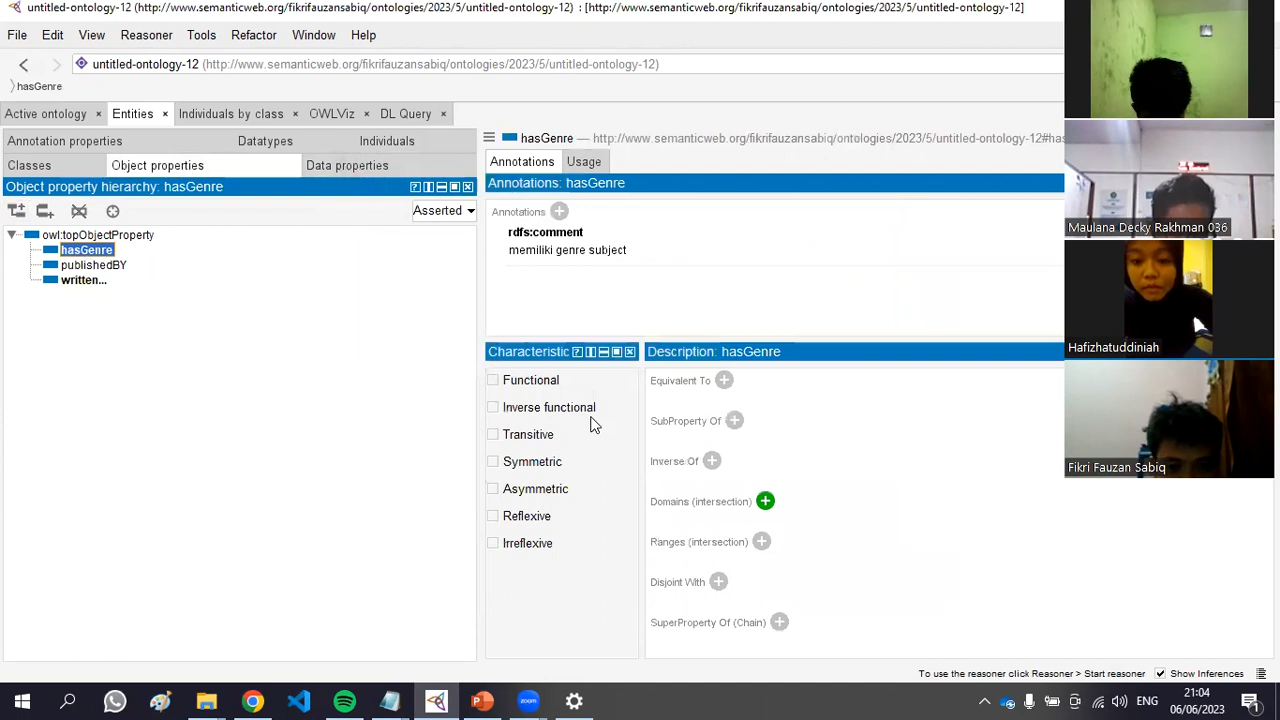 untitled-ontology-12 (http://www.semanticweb.org/fikrifauzansabiq/ontologies/2023/5/untitled-ontology-12) : [http://www.semanticweb.org/fikrifauzansabiq/ontologies/2023/5/untitled-ontology-12]
File Edit View Reasoner Tools Refactor Window Help
untitled-ontology-12 (http://www.semanticweb.org/fikrifauzansabiq/ontologies/2023/5/untitled-ontology-12)
hasGenre
Active ontology × Entities × Individuals by class × OWLViz × DL Query ×
Annotation properties Datatypes Individuals
Classes Object properties Data properties
Object property hierarchy: hasGenre
Asserted
owl:topObjectProperty
hasGenre
publishedBY
written...
hasGenre — http://www.semanticweb.org/fikrifauzansabiq/ontologies/2023/5/untitled-ontology-12#has
Annotations Usage
Annotations: hasGenre
Annotations
rdfs:comment
memiliki genre subject
Characteristic
Functional
Inverse functional
Transitive
Symmetric
Asymmetric
Reflexive
Irreflexive
Description: hasGenre
Equivalent To
SubProperty Of
Inverse Of
Domains (intersection)
Ranges (intersection)
Disjoint With
SuperProperty Of (Chain)
To use the reasoner click Reasoner > Start reasoner Show Inferences
Maulana Decky Rakhman 036
Hafizhatuddiniah
Fikri Fauzan Sabiq
zoom
ENG
21:04
06/06/2023
1